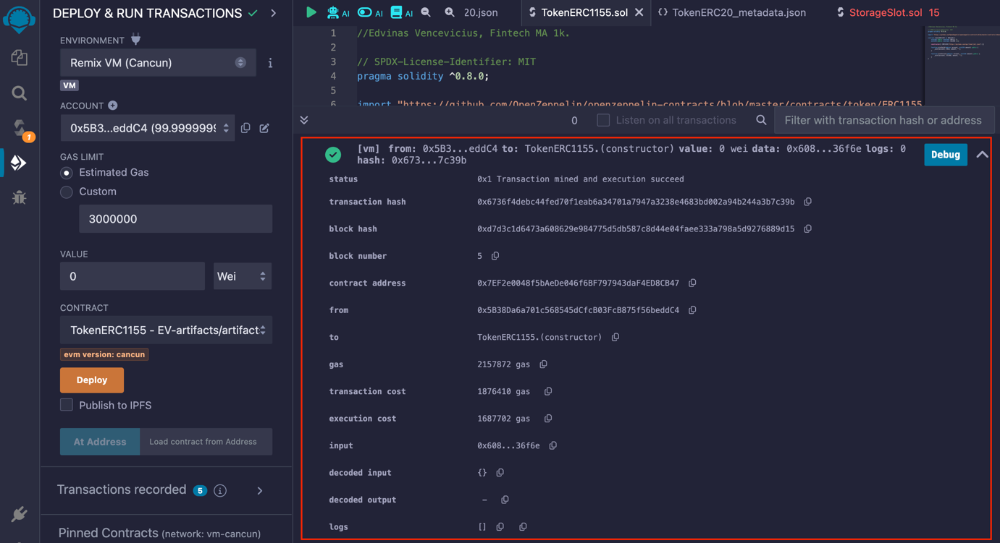 DEPLOY & RUN TRANSACTIONS
ENVIRONMENT
Remix VM (Cancun)
VM
ACCOUNT
0x5B3...eddC4 (99.9999999
GAS LIMIT
Estimated Gas
Custom
3000000
VALUE
0
Wei
CONTRACT
TokenERC1155 - EV-artifacts/artifact
evm version: cancun
Deploy
Publish to IPFS
At Address
Load contract from Address
Transactions recorded 5
Pinned Contracts (network: vm-cancun)
1
AI AI AI 20.json TokenERC1155.sol TokenERC20_metadata.json StorageSlot.sol 15
1 //Edvinas Vencevicius, Fintech MA 1k.
2
3 // SPDX-License-Identifier: MIT
4 pragma solidity ^0.8.0;
5
6 import "https://github.com/OpenZeppelin/openzeppelin-contracts/blob/master/contracts/token/ERC1155
0 Listen on all transactions Filter with transaction hash or address
[vm] from: 0x5B3...eddC4 to: TokenERC1155.(constructor) value: 0 wei data: 0x608...36f6e logs: 0
hash: 0x673...7c39b
Debug
status 0x1 Transaction mined and execution succeed
transaction hash 0x6736f4debc44fed70f1eab6a34701a7947a3238e4683bd002a94b244a3b7c39b
block hash 0xd7d3c1d6473a608629e984775d5db587c8d44e04faee333a798a5d9276889d15
block number 5
contract address 0x7EF2e0048f5bAeDe046f6BF797943daF4ED8CB47
from 0x5B38Da6a701c568545dCfcB03FcB875f56beddC4
to TokenERC1155.(constructor)
gas 2157872 gas
transaction cost 1876410 gas
execution cost 1687702 gas
input 0x608...36f6e
decoded input {}
decoded output -
logs []